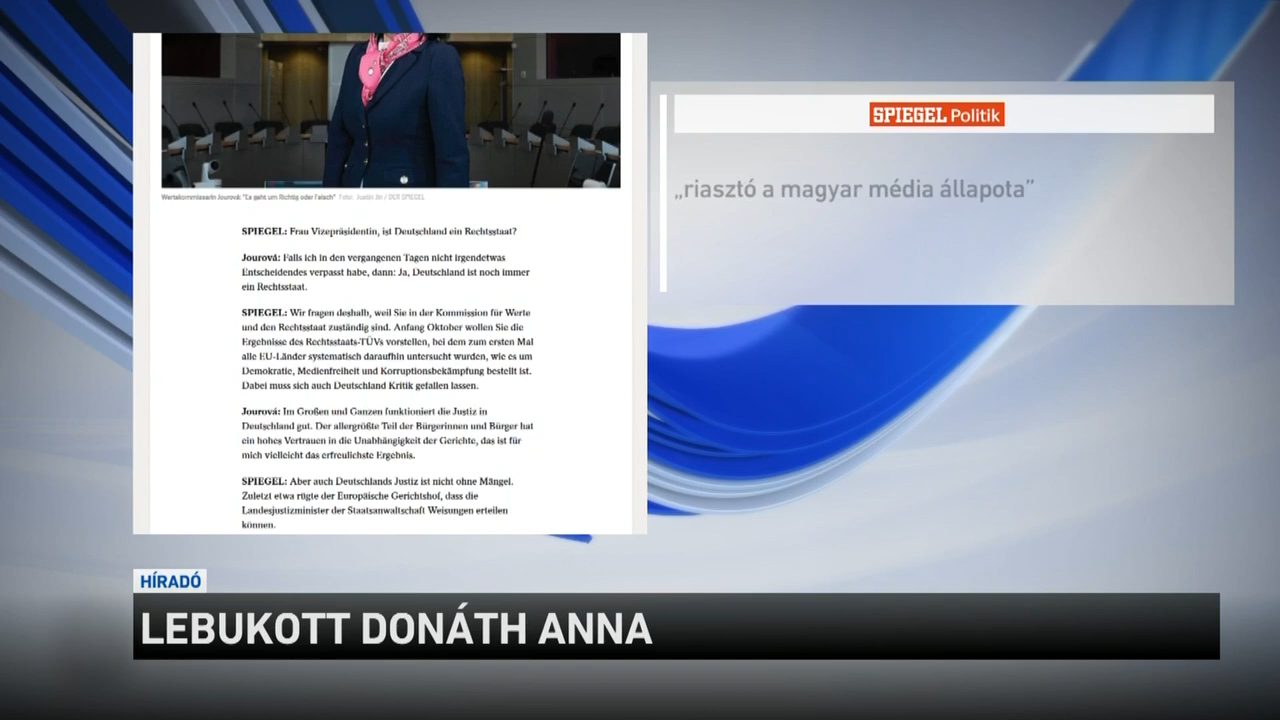 Wertekommissarin Jourová: "Es geht um Richtig oder Falsch" Foto: Justin Jin / DER SPIEGEL
SPIEGEL: Frau Vizepräsidentin, ist Deutschland ein Rechtsstaat?
Jourová: Falls ich in den vergangenen Tagen nicht irgendetwas
Entscheidendes verpasst habe, dann: Ja, Deutschland ist noch immer
ein Rechtsstaat.
SPIEGEL: Wir fragen deshalb, weil Sie in der Kommission für Werte
und den Rechtsstaat zuständig sind. Anfang Oktober wollen Sie die
Ergebnisse des Rechtsstaats-TÜVs vorstellen, bei dem zum ersten Mal
alle EU-Länder systematisch daraufhin untersucht wurden, wie es um
Demokratie, Medienfreiheit und Korruptionsbekämpfung bestellt ist.
Dabei muss sich auch Deutschland Kritik gefallen lassen.
Jourová: Im Großen und Ganzen funktioniert die Justiz in
Deutschland gut. Der allergrößte Teil der Bürgerinnen und Bürger hat
ein hohes Vertrauen in die Unabhängigkeit der Gerichte, das ist für
mich vielleicht das erfreulichste Ergebnis.
SPIEGEL: Aber auch Deutschlands Justiz ist nicht ohne Mängel.
Zuletzt etwa rügte der Europäische Gerichtshof, dass die
Landesjustizminister der Staatsanwaltschaft Weisungen erteilen
können.
SPIEGEL Politik
„riasztó a magyar média állapota”
HÍRADÓ
LEBUKOTT DONÁTH ANNA